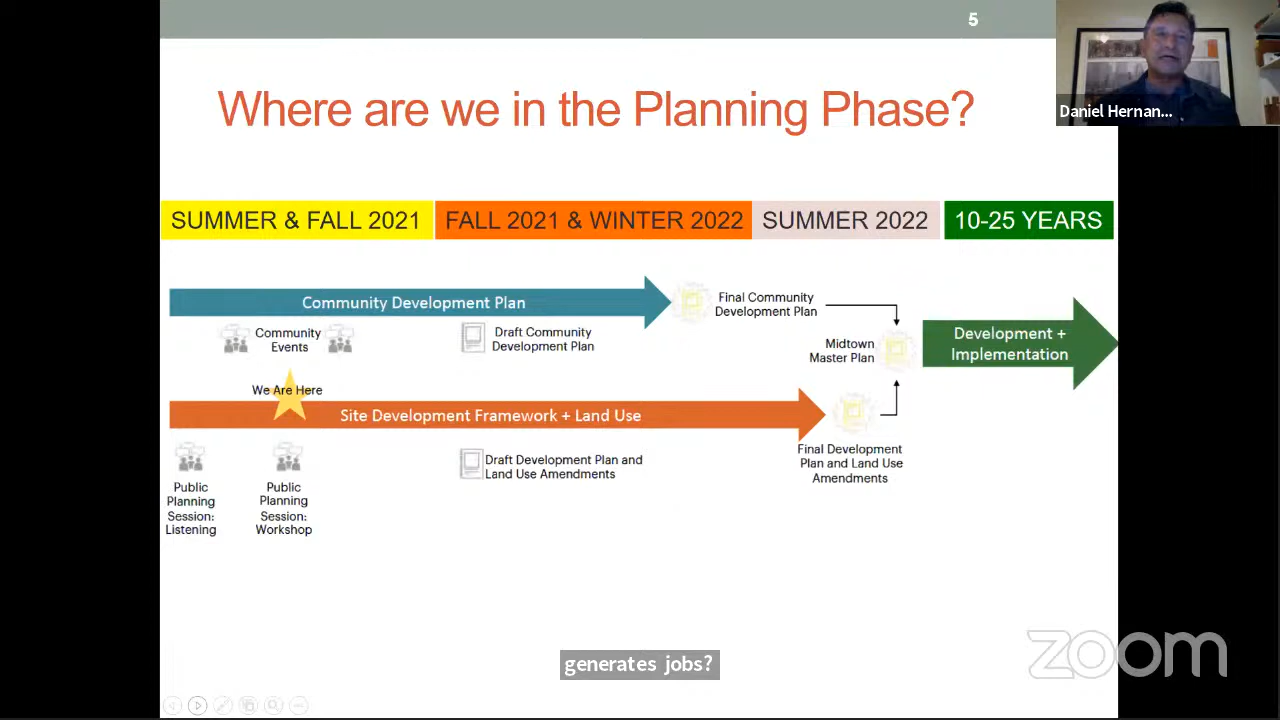 5
Daniel Hernan...
Where are we in the Planning Phase?
SUMMER & FALL 2021
FALL 2021 & WINTER 2022
SUMMER 2022
10-25 YEARS
Community Development Plan
Final Community
Development Plan
Community
Events
Draft Community
Development Plan
Midtown
Master Plan
Development +
Implementation
We Are Here
Site Development Framework + Land Use
Final Development
Plan and Land Use
Amendments
Draft Development Plan and
Land Use Amendments
Public
Planning
Session:
Listening
Public
Planning
Session:
Workshop
generates jobs?
zoom